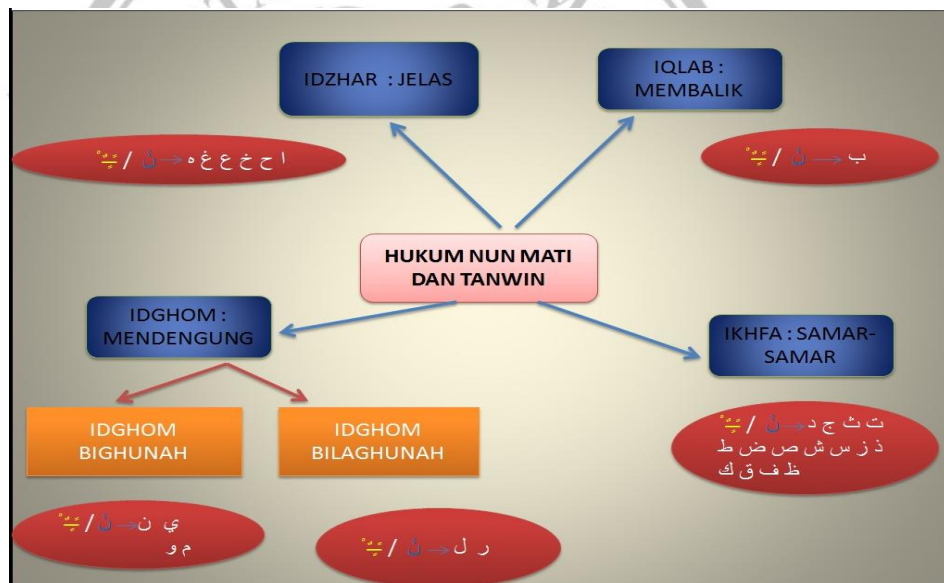 IDZHAR : JELAS
IQLAB :
MEMBALIK
ا ح خ ع غ ه → نْ / ـًـٍـٌ ْ
ب → نْ / ـًـٍـٌ ْ
HUKUM NUN MATI
DAN TANWIN
IDGHOM :
MENDENGUNG
IKHFA : SAMAR-
SAMAR
IDGHOM
BIGHUNAH
IDGHOM
BILAGHUNAH
ت ث ج د → نْ / ـًـٍـٌ ْ
ذ ز س ش ص ض ط
ظ ف ق ك
ي ن → نْ / ـًـٍـٌ ْ
م و
ر ل → نْ / ـًـٍـٌ ْ